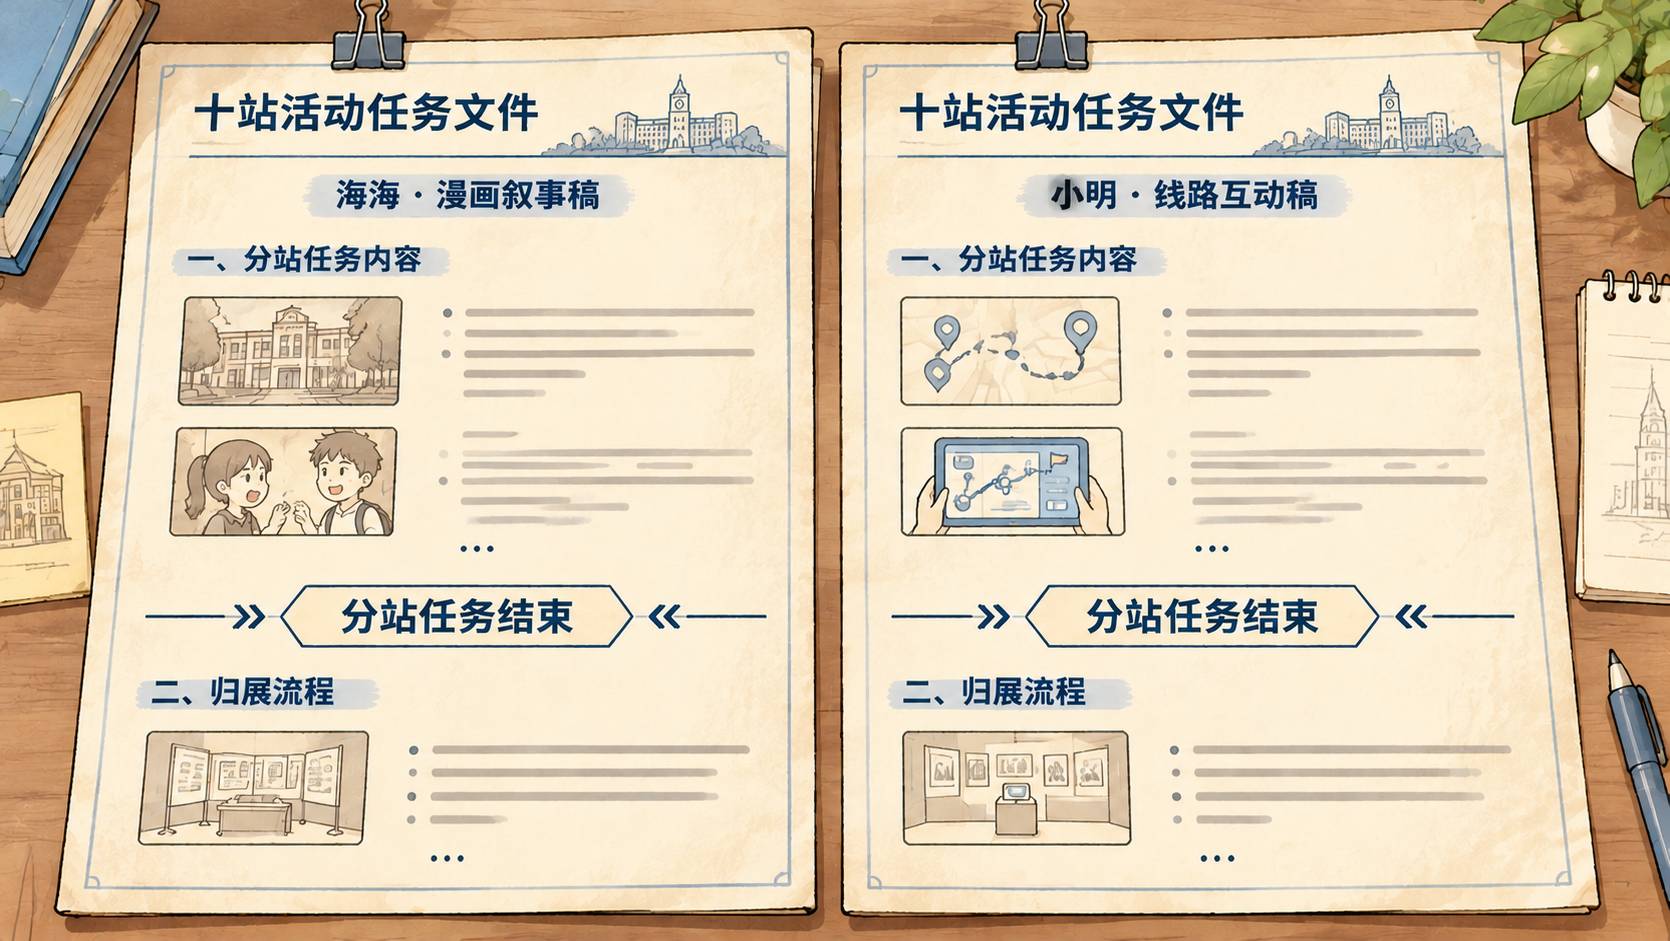 十站活动任务文件
海海·漫画叙事稿
一、分站任务内容
...
分站任务结束
二、归展流程
...
十站活动任务文件
小明·线路互动稿
一、分站任务内容
...
分站任务结束
二、归展流程
...